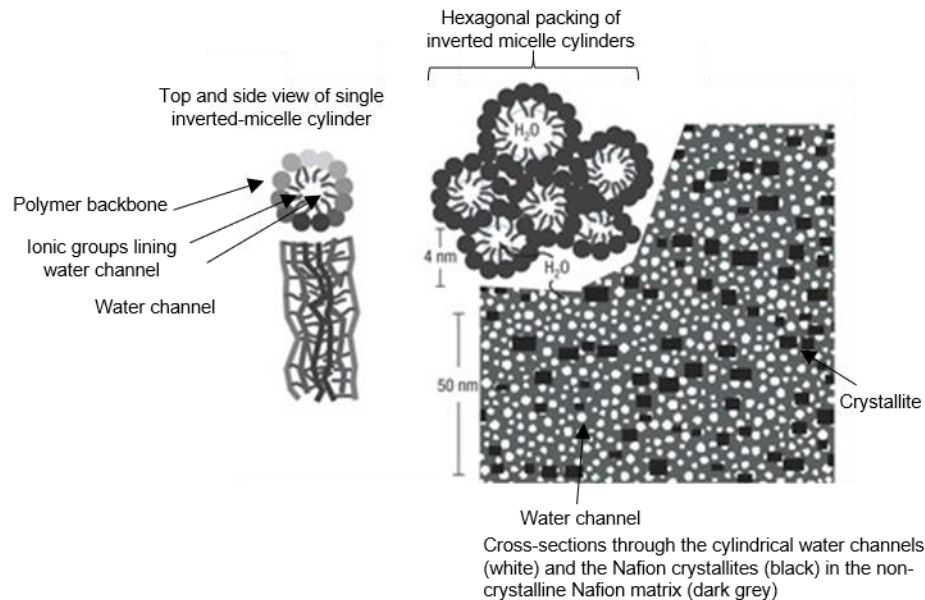 Hexagonal packing of
inverted micelle cylinders
Top and side view of single
inverted-micelle cylinder
H₂O
Polymer backbone
Ionic groups lining
water channel
4 nm
H₂O
Water channel
50 nm
Crystallite
Water channel
Cross-sections through the cylindrical water channels
(white) and the Nafion crystallites (black) in the non-
crystalline Nafion matrix (dark grey)